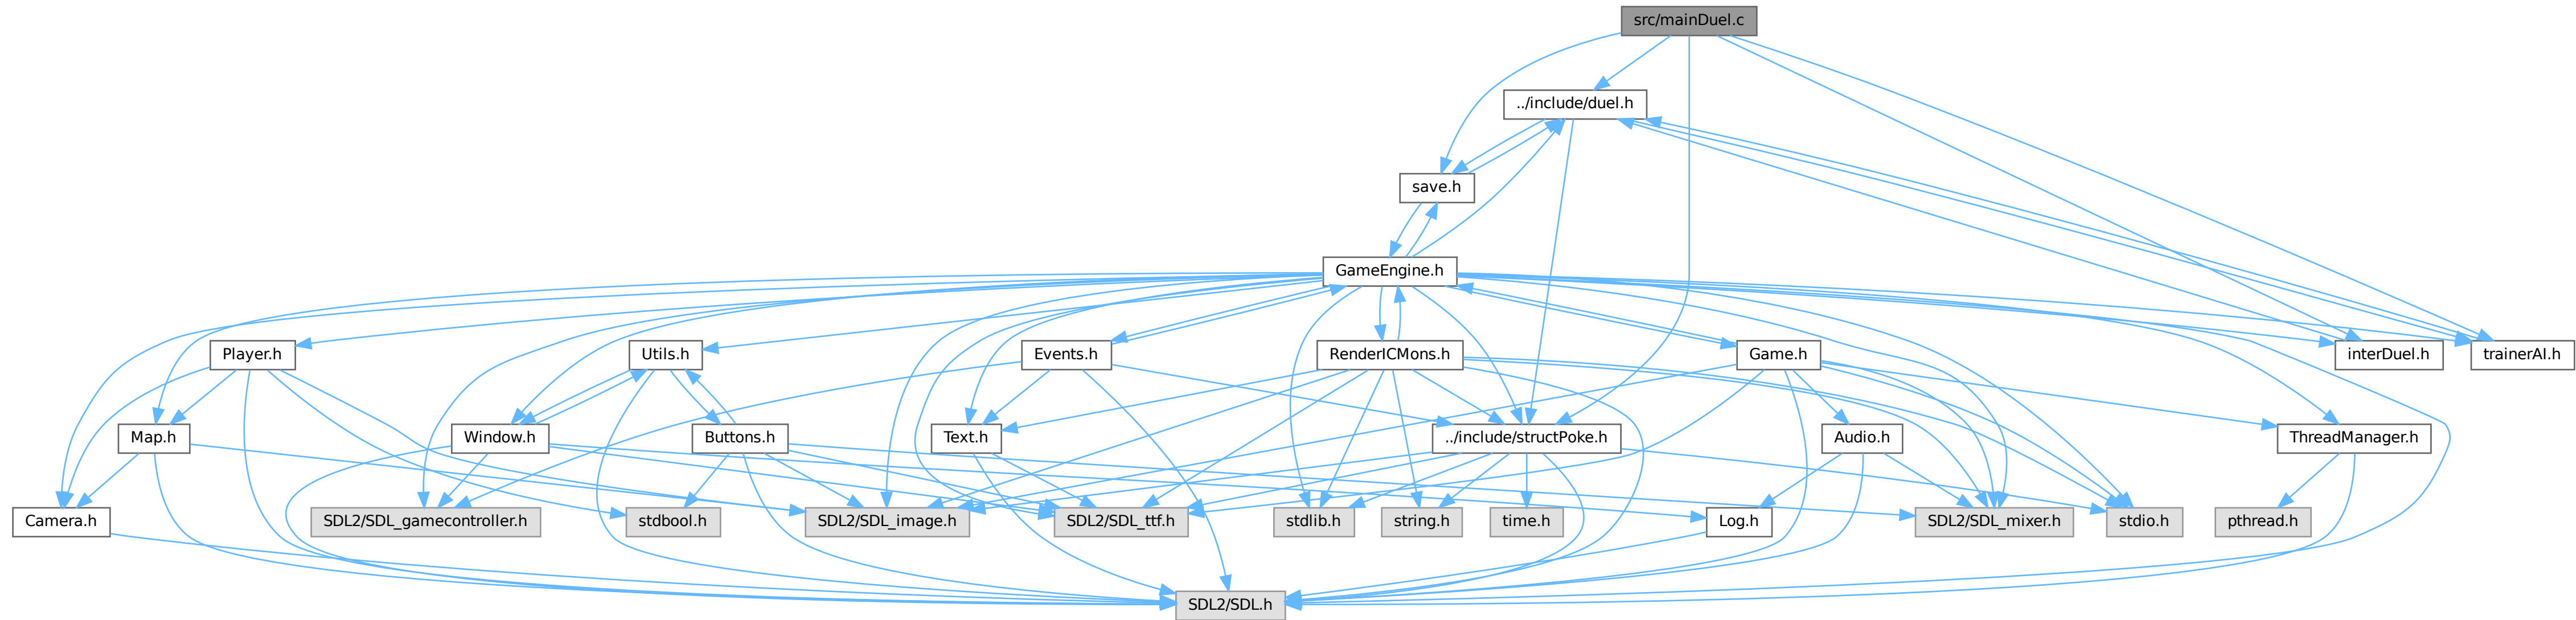 src/mainDuel.c
../include/duel.h
save.h
GameEngine.h
Player.h
Utils.h
Events.h
RenderICMons.h
Game.h
interDuel.h
trainerAI.h
Map.h
Window.h
Buttons.h
Text.h
../include/structPoke.h
Audio.h
ThreadManager.h
Camera.h
SDL2/SDL_gamecontroller.h
stdbool.h
SDL2/SDL_image.h
SDL2/SDL_ttf.h
stdlib.h
string.h
time.h
Log.h
SDL2/SDL_mixer.h
stdio.h
pthread.h
SDL2/SDL.h